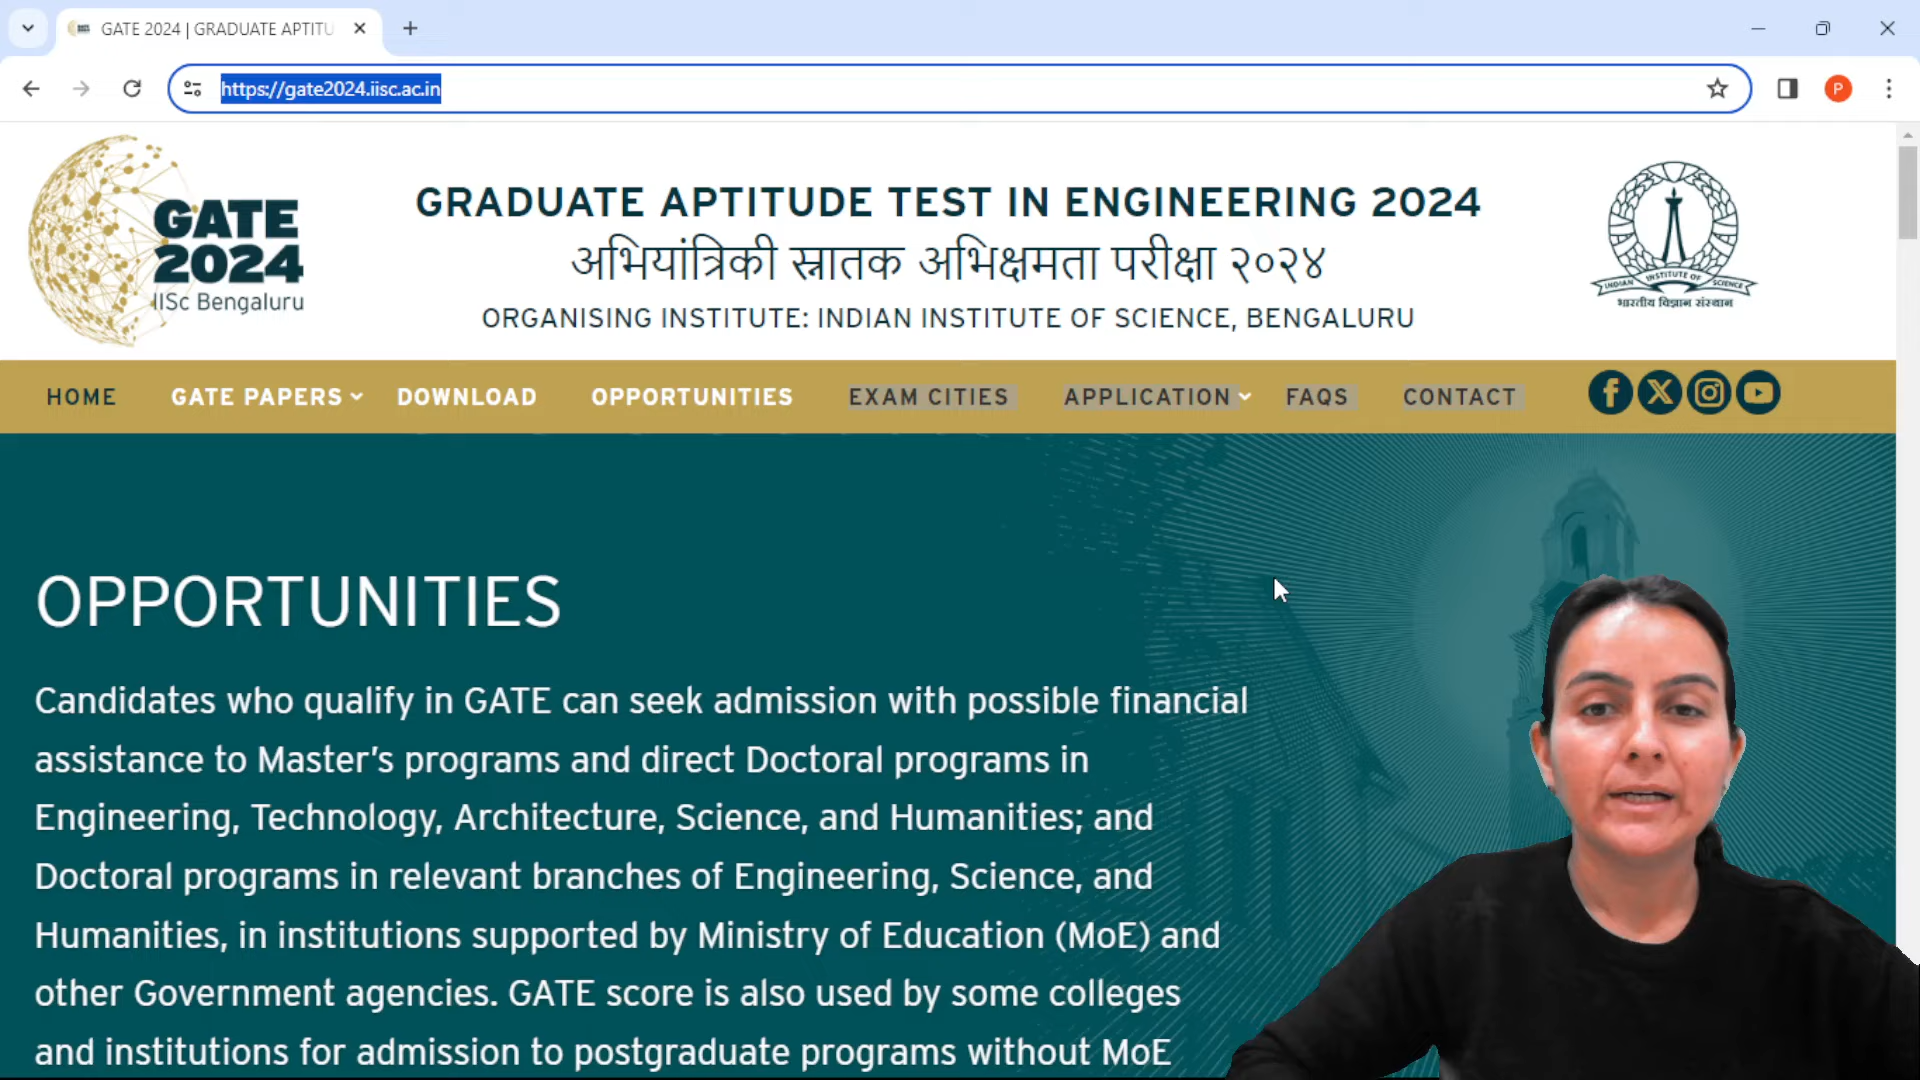 GATE 2024 | GRADUATE APTITU
https://gate2024.iisc.ac.in
P
GATE
2024
IISc Bengaluru
GRADUATE APTITUDE TEST IN ENGINEERING 2024
अभियांत्रिकी स्नातक अभिक्षमता परीक्षा २०२४
ORGANISING INSTITUTE: INDIAN INSTITUTE OF SCIENCE, BENGALURU
INDIAN INSTITUTE OF SCIENCE
भारतीय विज्ञान संस्थान
HOME GATE PAPERS DOWNLOAD OPPORTUNITIES EXAM CITIES APPLICATION FAQS CONTACT
OPPORTUNITIES
Candidates who qualify in GATE can seek admission with possible financial
assistance to Master’s programs and direct Doctoral programs in
Engineering, Technology, Architecture, Science, and Humanities; and
Doctoral programs in relevant branches of Engineering, Science, and
Humanities, in institutions supported by Ministry of Education (MoE) and
other Government agencies. GATE score is also used by some colleges
and institutions for admission to postgraduate programs without MoE